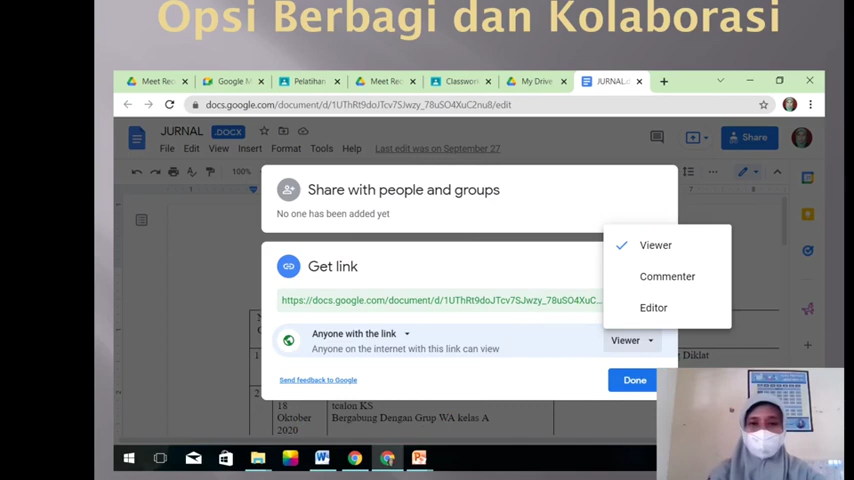 Opsi Berbagi dan Kolaborasi
Meet Rec
Google M
Pelatihan
Meet Rec
Classwor
My Drive
JURNAL.
docs.google.com/document/d/1UThRt9doJTcv7SJwzy_78uSO4XuC2nu8/edit
JURNAL .DOCX
Share
File Edit View Insert Format Tools Help Last edit was on September 27
100%
Share with people and groups
No one has been added yet
Get link
https://docs.google.com/document/d/1UThRt9doJTcv7SJwzy_78uSO4XuC...
Viewer
Commenter
Editor
Anyone with the link
Anyone on the internet with this link can view
Viewer
Send feedback to Google
Done
N
1
Diklat
2
18
tcalon KS
Oktober
Bergabung Dengan Grup WA kelas A
2020